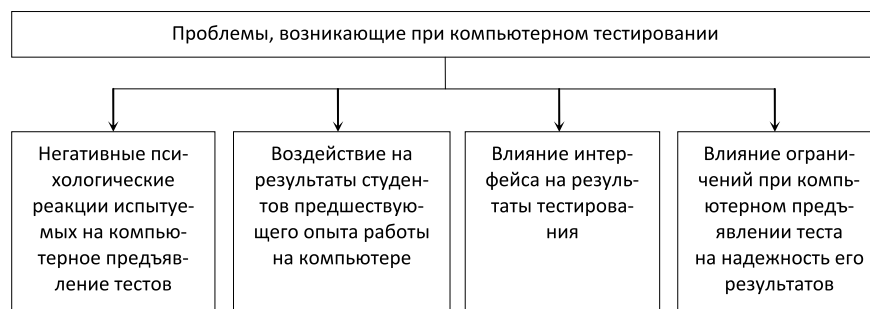 Проблемы, возникающие при компьютерном тестировании
Негативные пси-
хологические
реакции испытуе-
мых на компью-
терное предъяв-
ление тестов
Воздействие на
результаты студен-
тов предшествую-
щего опыта работы
на компьютере
Влияние интер-
фейса на резуль-
таты тестирова-
ния
Влияние ограни-
чений при компь-
ютерном предъ-
явлении теста
на надежность его
результатов